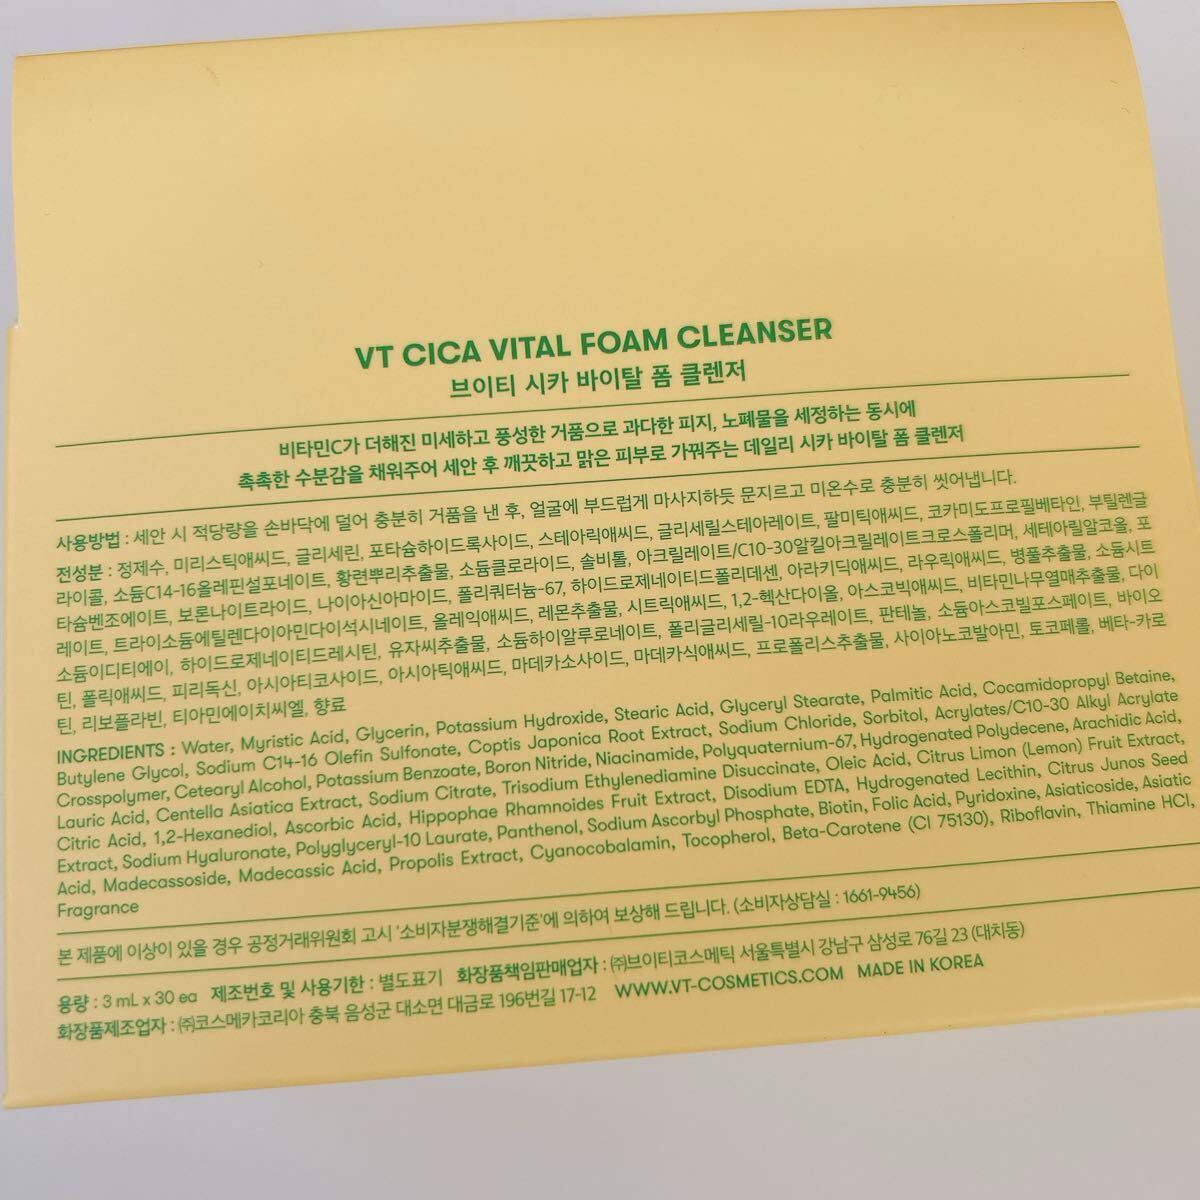 VT CICA VITAL FOAM CLEANSER
브이티 시카 바이탈 폼 클렌저
비타민C가 더해진 미세하고 풍성한 거품으로 과다한 피지, 노폐물을 세정하는 동시에
촉촉한 수분감을 채워주어 세안 후 깨끗하고 맑은 피부로 가꿔주는 데일리 시카 바이탈 폼 클렌저
사용방법 : 세안 시 적당량을 손바닥에 덜어 충분히 거품을 낸 후, 얼굴에 부드럽게 마사지하듯 문지르고 미온수로 충분히 씻어냅니다.
전성분 : 정제수, 미리스틱애씨드, 글리세린, 포타슘하이드록사이드, 스테아릭애씨드, 글리세릴스테아레이트, 팔미틱애씨드, 코카미도프로필베타인, 부틸렌글
라이콜, 소듐C14-16올레핀설포네이트, 황련뿌리추출물, 소듐클로라이드, 솔비톨, 아크릴레이트/C10-30알킬아크릴레이트크로스폴리머, 세테아릴알코올, 포
타슘벤조에이트, 보론나이트라이드, 나이아신아마이드, 폴리쿼터늄-67, 하이드로제네이티드폴리데센, 아라키딕애씨드, 라우릭애씨드, 병풀추출물, 소듐시트
레이트, 트라이소듐에틸렌다이아민다이석시네이트, 올레익애씨드, 레몬추출물, 시트릭애씨드, 1,2-헥산다이올, 아스코빅애씨드, 비타민나무열매추출물, 다이
소듐이디티에이, 하이드로제네이티드레시틴, 유자씨추출물, 소듐하이알루로네이트, 폴리글리세릴-10라우레이트, 판테놀, 소듐아스코빌포스페이트, 바이오
틴, 폴릭애씨드, 피리독신, 아시아티코사이드, 아시아틱애씨드, 마데카소사이드, 마데카식애씨드, 프로폴리스추출물, 사이아노코발아민, 토코페롤, 베타-카로
틴, 리보플라빈, 티아민에이치씨엘, 향료
INGREDIENTS : Water, Myristic Acid, Glycerin, Potassium Hydroxide, Stearic Acid, Glyceryl Stearate, Palmitic Acid, Cocamidopropyl Betaine,
Butylene Glycol, Sodium C14-16 Olefin Sulfonate, Coptis Japonica Root Extract, Sodium Chloride, Sorbitol, Acrylates/C10-30 Alkyl Acrylate
Crosspolymer, Cetearyl Alcohol, Potassium Benzoate, Boron Nitride, Niacinamide, Polyquaternium-67, Hydrogenated Polydecene, Arachidic Acid,
Lauric Acid, Centella Asiatica Extract, Sodium Citrate, Trisodium Ethylenediamine Disuccinate, Oleic Acid, Citrus Limon (Lemon) Fruit Extract,
Citric Acid, 1,2-Hexanediol, Ascorbic Acid, Hippophae Rhamnoides Fruit Extract, Disodium EDTA, Hydrogenated Lecithin, Citrus Junos Seed
Extract, Sodium Hyaluronate, Polyglyceryl-10 Laurate, Panthenol, Sodium Ascorbyl Phosphate, Biotin, Folic Acid, Pyridoxine, Asiaticoside, Asiatic
Acid, Madecassoside, Madecassic Acid, Propolis Extract, Cyanocobalamin, Tocopherol, Beta-Carotene (CI 75130), Riboflavin, Thiamine HCl,
Fragrance
본 제품에 이상이 있을 경우 공정거래위원회 고시 '소비자분쟁해결기준'에 의하여 보상해 드립니다. (소비자상담실 : 1661-9456)
용량 : 3 mL x 30 ea 제조번호 및 사용기한 : 별도표기 화장품책임판매업자 : ㈜브이티코스메틱 서울특별시 강남구 삼성로 76길 23 (대치동)
화장품제조업자 : ㈜코스메카코리아 충북 음성군 대소면 대금로 196번길 17-12 WWW.VT-COSMETICS.COM MADE IN KOREA